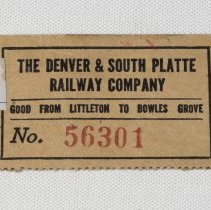 THE DENVER & SOUTH PLATTE
RAILWAY COMPANY
GOOD FROM LITTLETON TO BOWLES GROVE
No. 56301